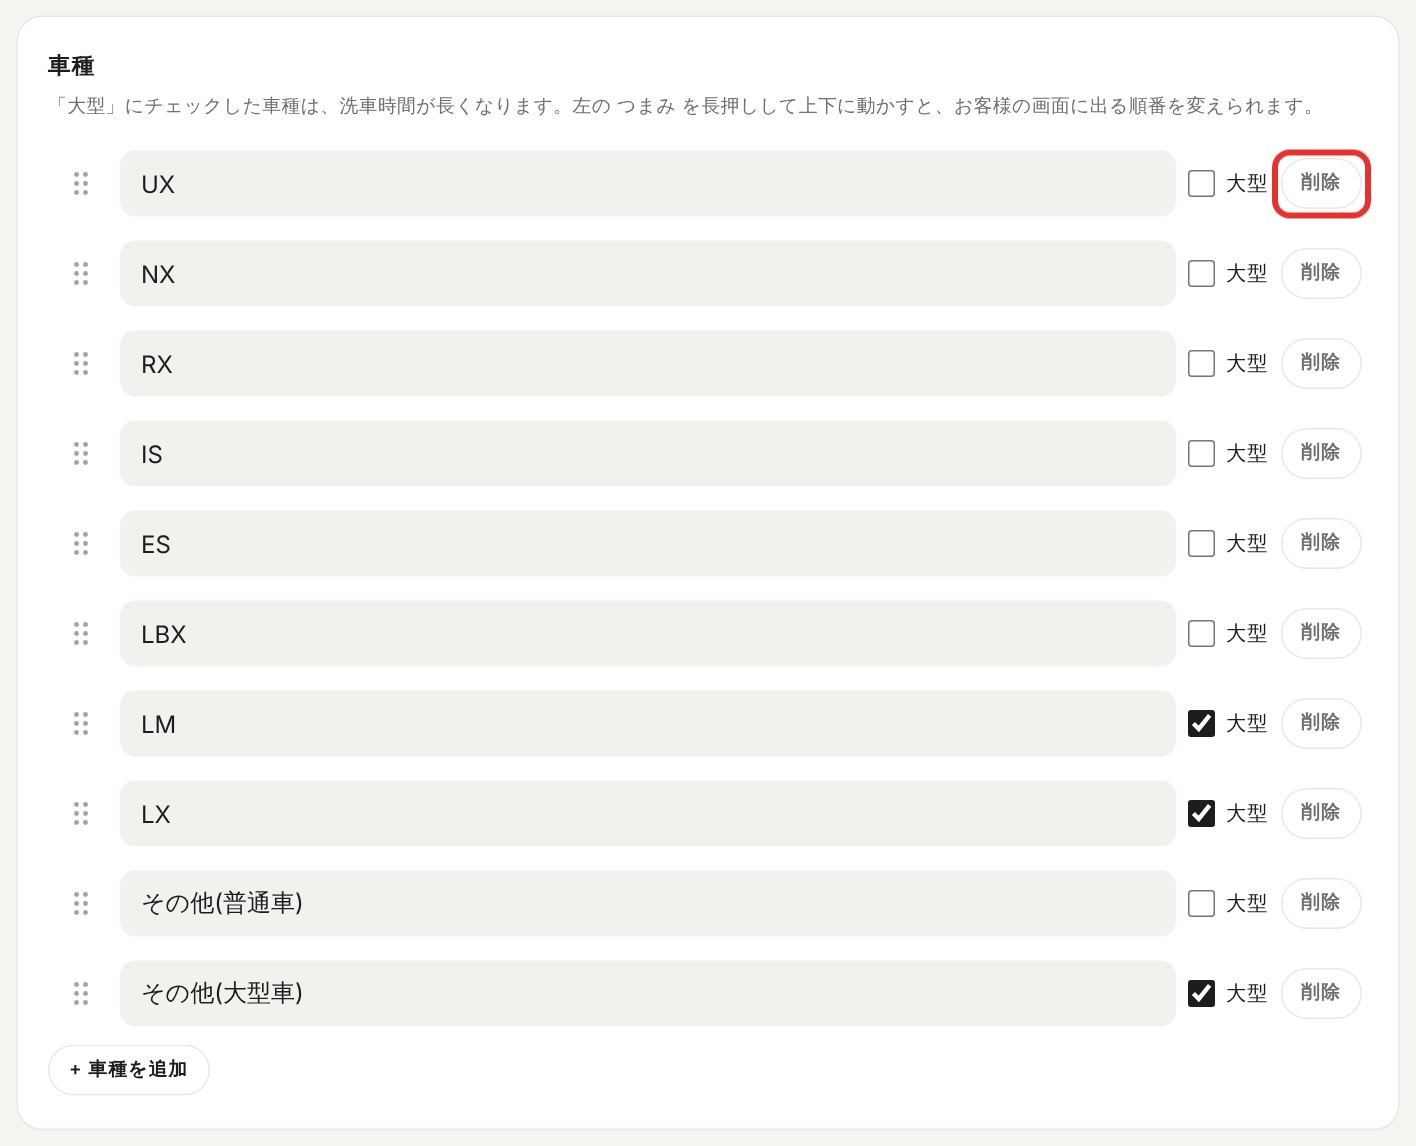 車種
「大型」にチェックした車種は、洗車時間が長くなります。左の つまみ を長押しして上下に動かすと、お客様の画面に出る順番を変えられます。
UX 大型 削除
NX 大型 削除
RX 大型 削除
IS 大型 削除
ES 大型 削除
LBX 大型 削除
LM 大型 削除
LX 大型 削除
その他(普通車) 大型 削除
その他(大型車) 大型 削除
+ 車種を追加